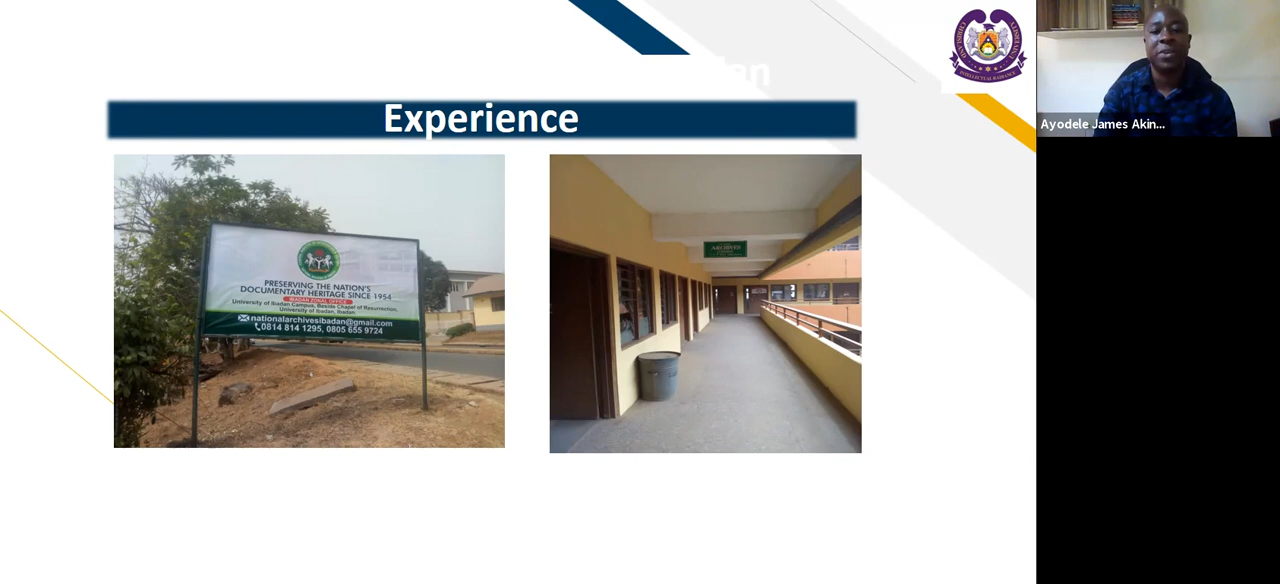 Experience
PRESERVING THE NATION'S
DOCUMENTARY HERITAGE SINCE 1954
IBADAN ZONAL OFFICE
University of Ibadan Campus, Beside Chapel of Resurrection,
University of Ibadan, Ibadan
nationalarchivesibadan@gmail.com
0814 814 1295, 0805 655 9724
ARCHIVES
INTELLECTUAL RADIANCE
Ayodele James Akin...